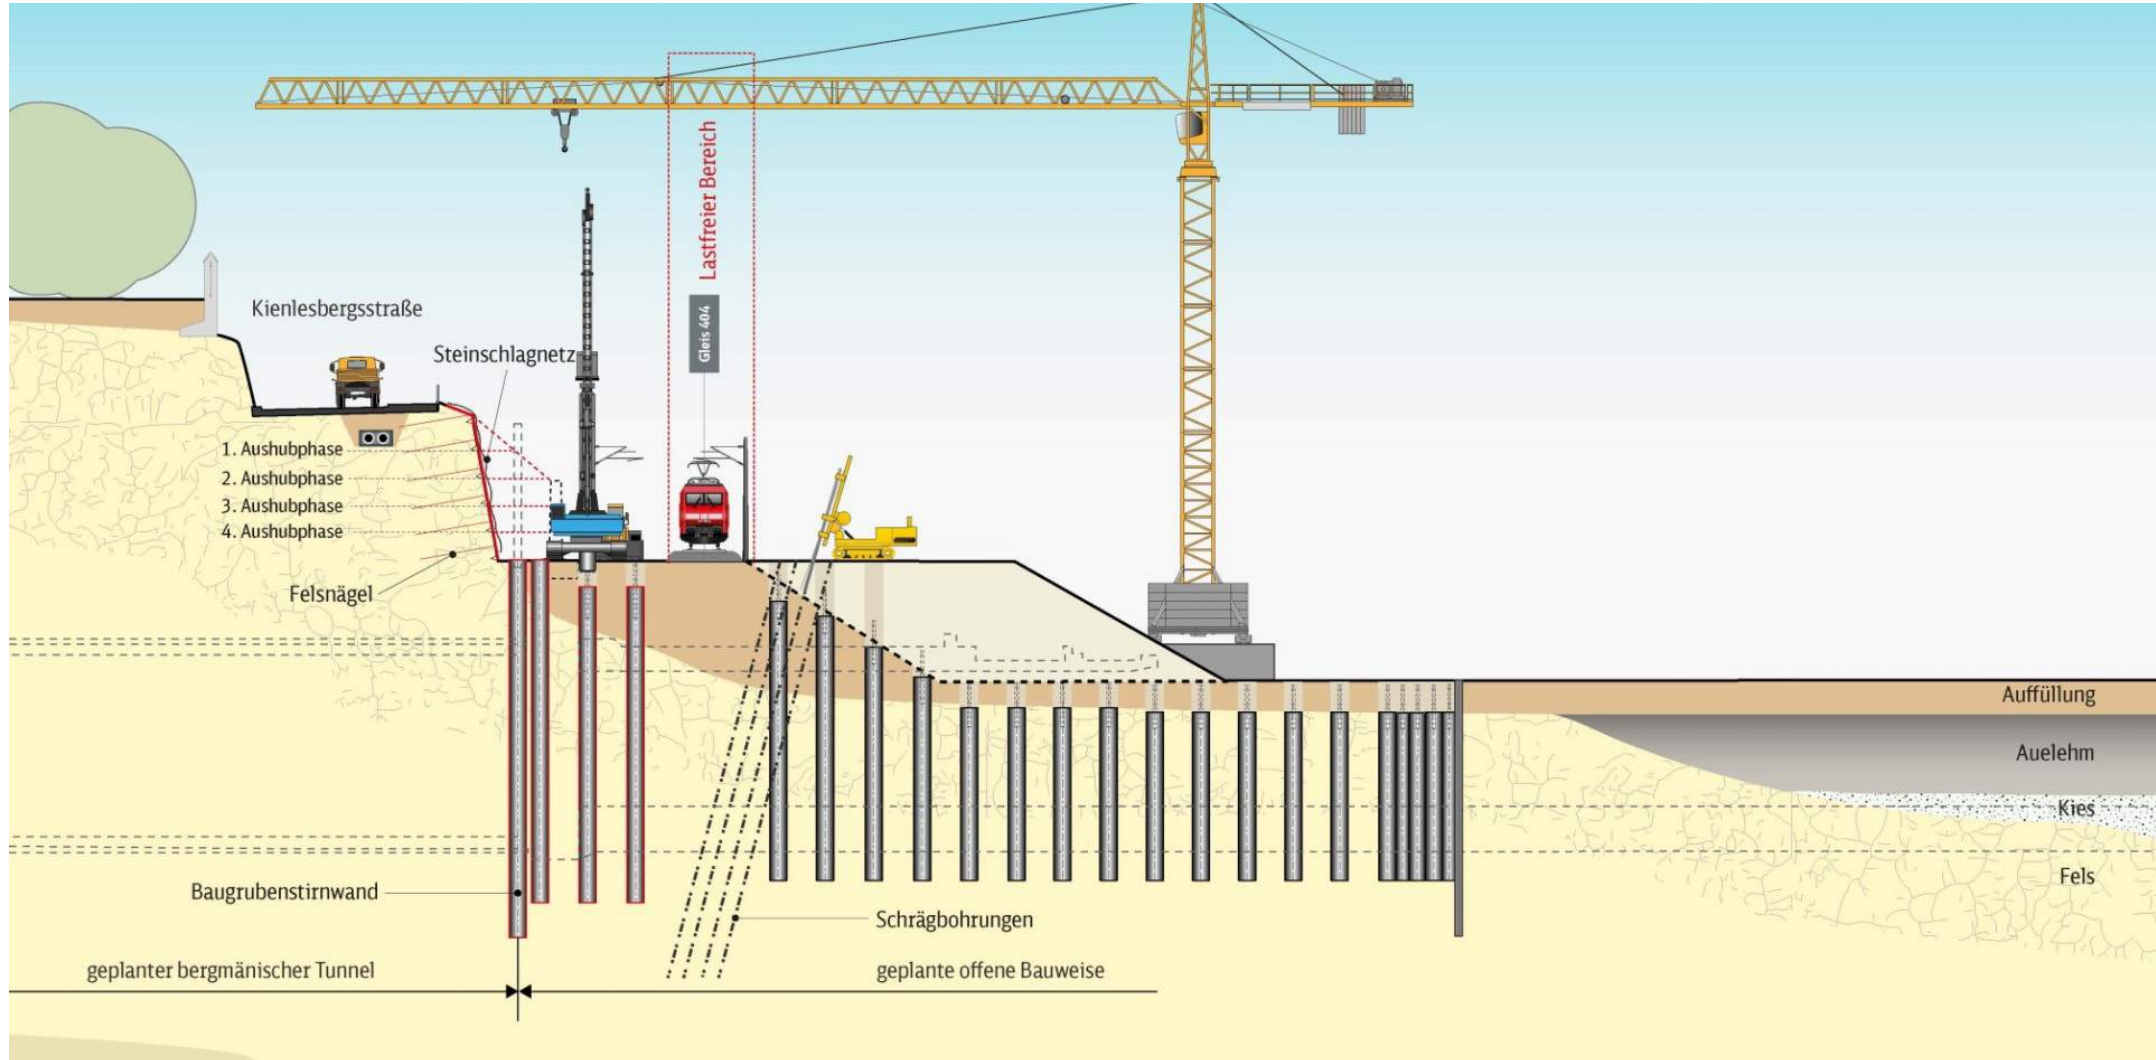 Lastfreier Bereich
Kienlesbergsstraße
Gleis 404
Steinschlagnetz
1. Aushubphase
2. Aushubphase
3. Aushubphase
4. Aushubphase
Felsnägel
Auffüllung
Auelehm
Kies
Fels
Baugrubenstirnwand
Schrägbohrungen
geplanter bergmänischer Tunnel
geplante offene Bauweise